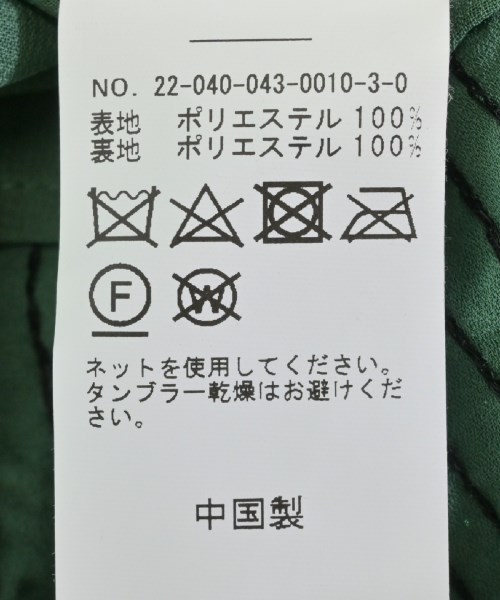 NO. 22-040-043-0010-3-0
表地 ポリエステル 100%
裏地 ポリエステル 100%
F W
ネットを使用してください。
タンブラー乾燥はお避けくだ
さい。
中国製